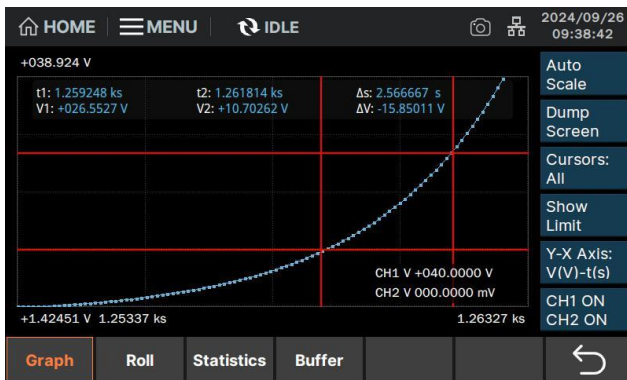 HOME MENU IDLE 2024/09/26
09:38:42
+038.924 V
t1: 1.259248 ks t2: 1.261814 ks Δs: 2.566667 s
V1: +026.5527 V V2: +10.70262 V ΔV: -15.85011 V
CH1 V +040.0000 V
CH2 V 000.0000 mV
+1.42451 V 1.25337 ks 1.26327 ks
Auto
Scale
Dump
Screen
Cursors:
All
Show
Limit
Y-X Axis:
V(V)-t(s)
CH1 ON
CH2 ON
Graph Roll Statistics Buffer